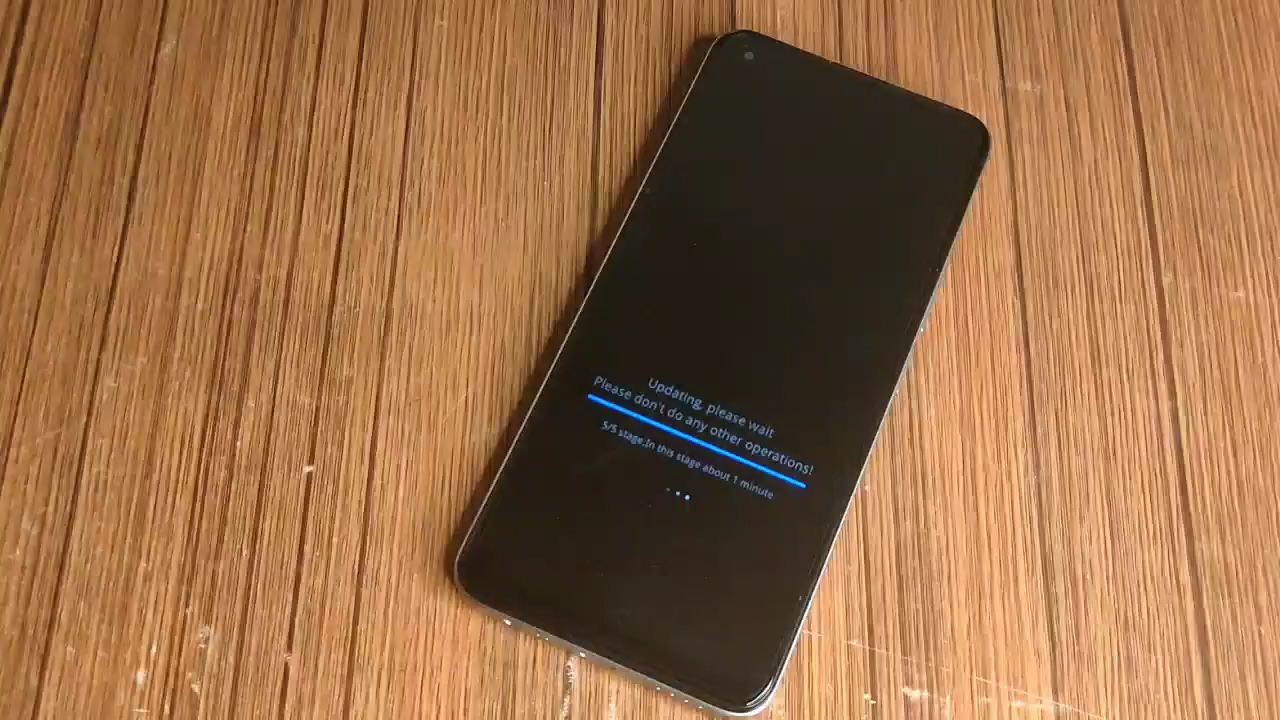 Updating, please wait
Please don't do any other operations!
5/5 stage,In this stage about 1 minute